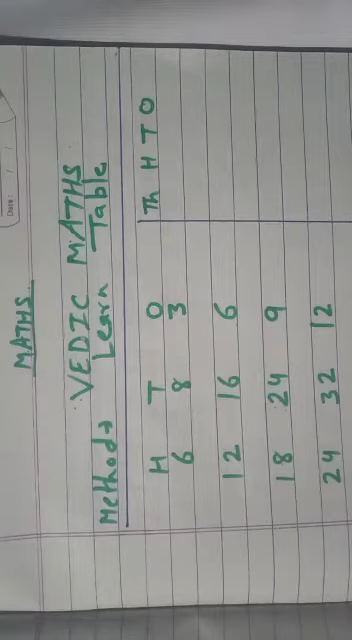 Date : / /
MATHS
VEDIC MATHS
Method→ Learn Table
H T O Th H T O
6 8 3
12 16 6
18 24 9
24 32 12